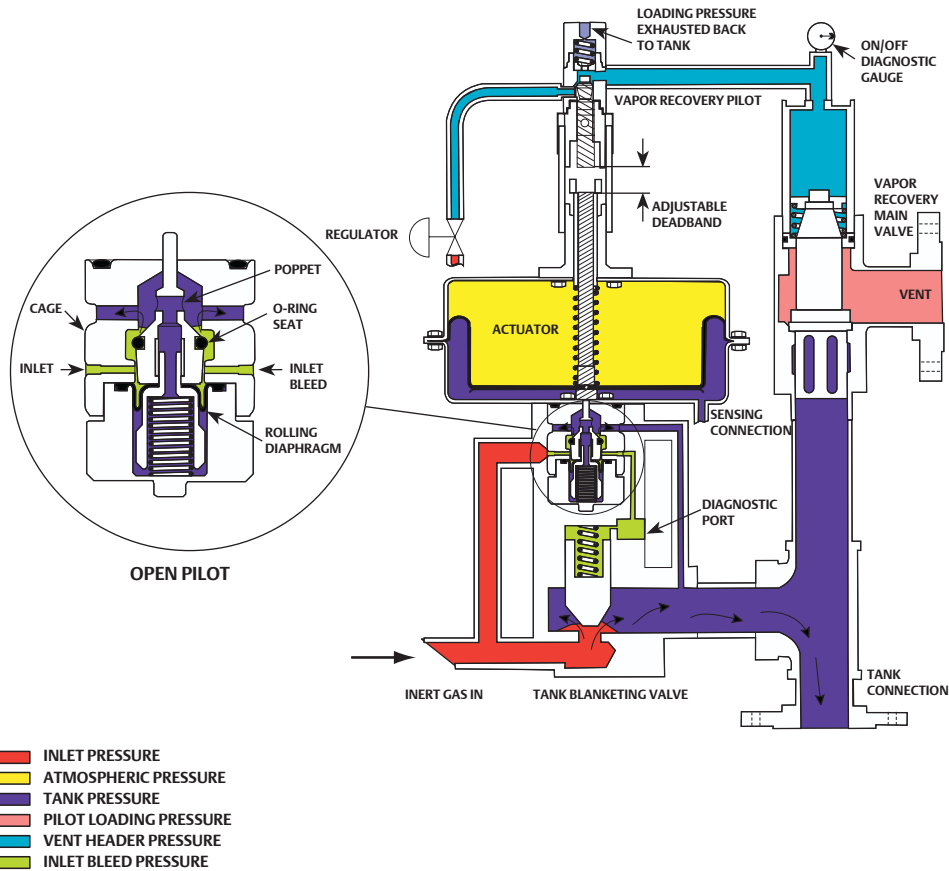 LOADING PRESSURE
EXHAUSTED BACK
TO TANK
ON/OFF
DIAGNOSTIC
GAUGE
VAPOR RECOVERY PILOT
VAPOR
RECOVERY
MAIN
VALVE
ADJUSTABLE
DEADBAND
REGULATOR
VENT
POPPET
CAGE
O-RING
SEAT
ACTUATOR
INLET
INLET
BLEED
ROLLING
DIAPHRAGM
SENSING
CONNECTION
DIAGNOSTIC
PORT
OPEN PILOT
INERT GAS IN
TANK BLANKETING VALVE
TANK
CONNECTION
INLET PRESSURE
ATMOSPHERIC PRESSURE
TANK PRESSURE
PILOT LOADING PRESSURE
VENT HEADER PRESSURE
INLET BLEED PRESSURE